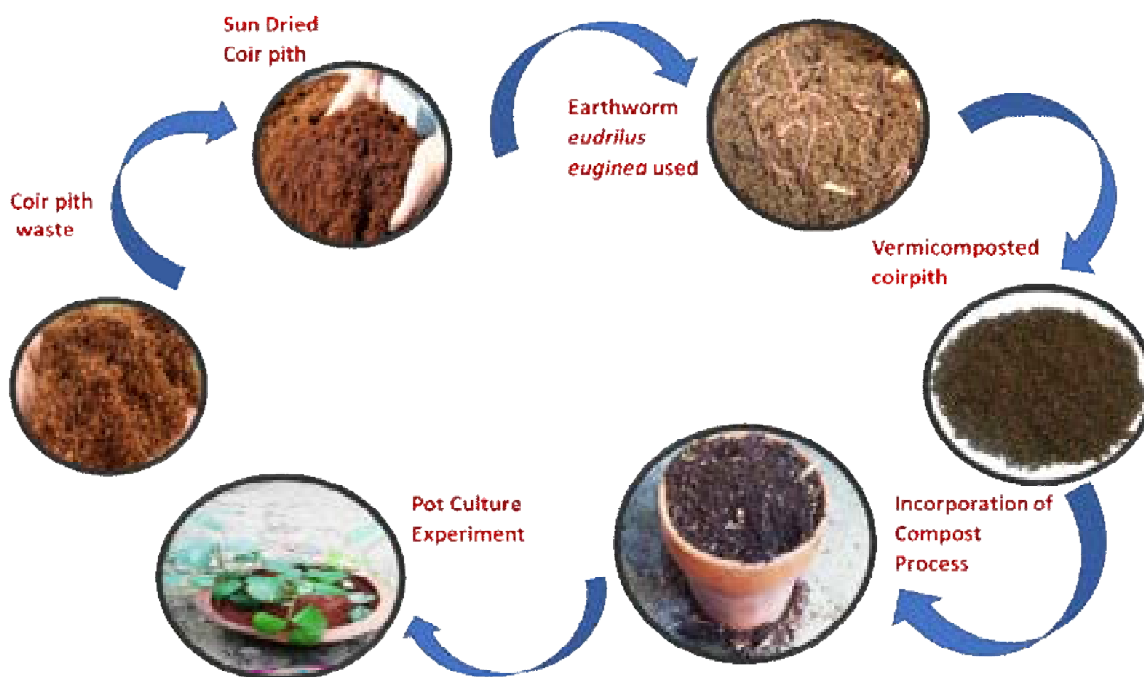 Sun Dried
Coir pith
Earthworm
eudrilus
euginea used
Coir pith
waste
Vermicomposted
coirpith
Pot Culture
Experiment
Incorporation of
Compost
Process